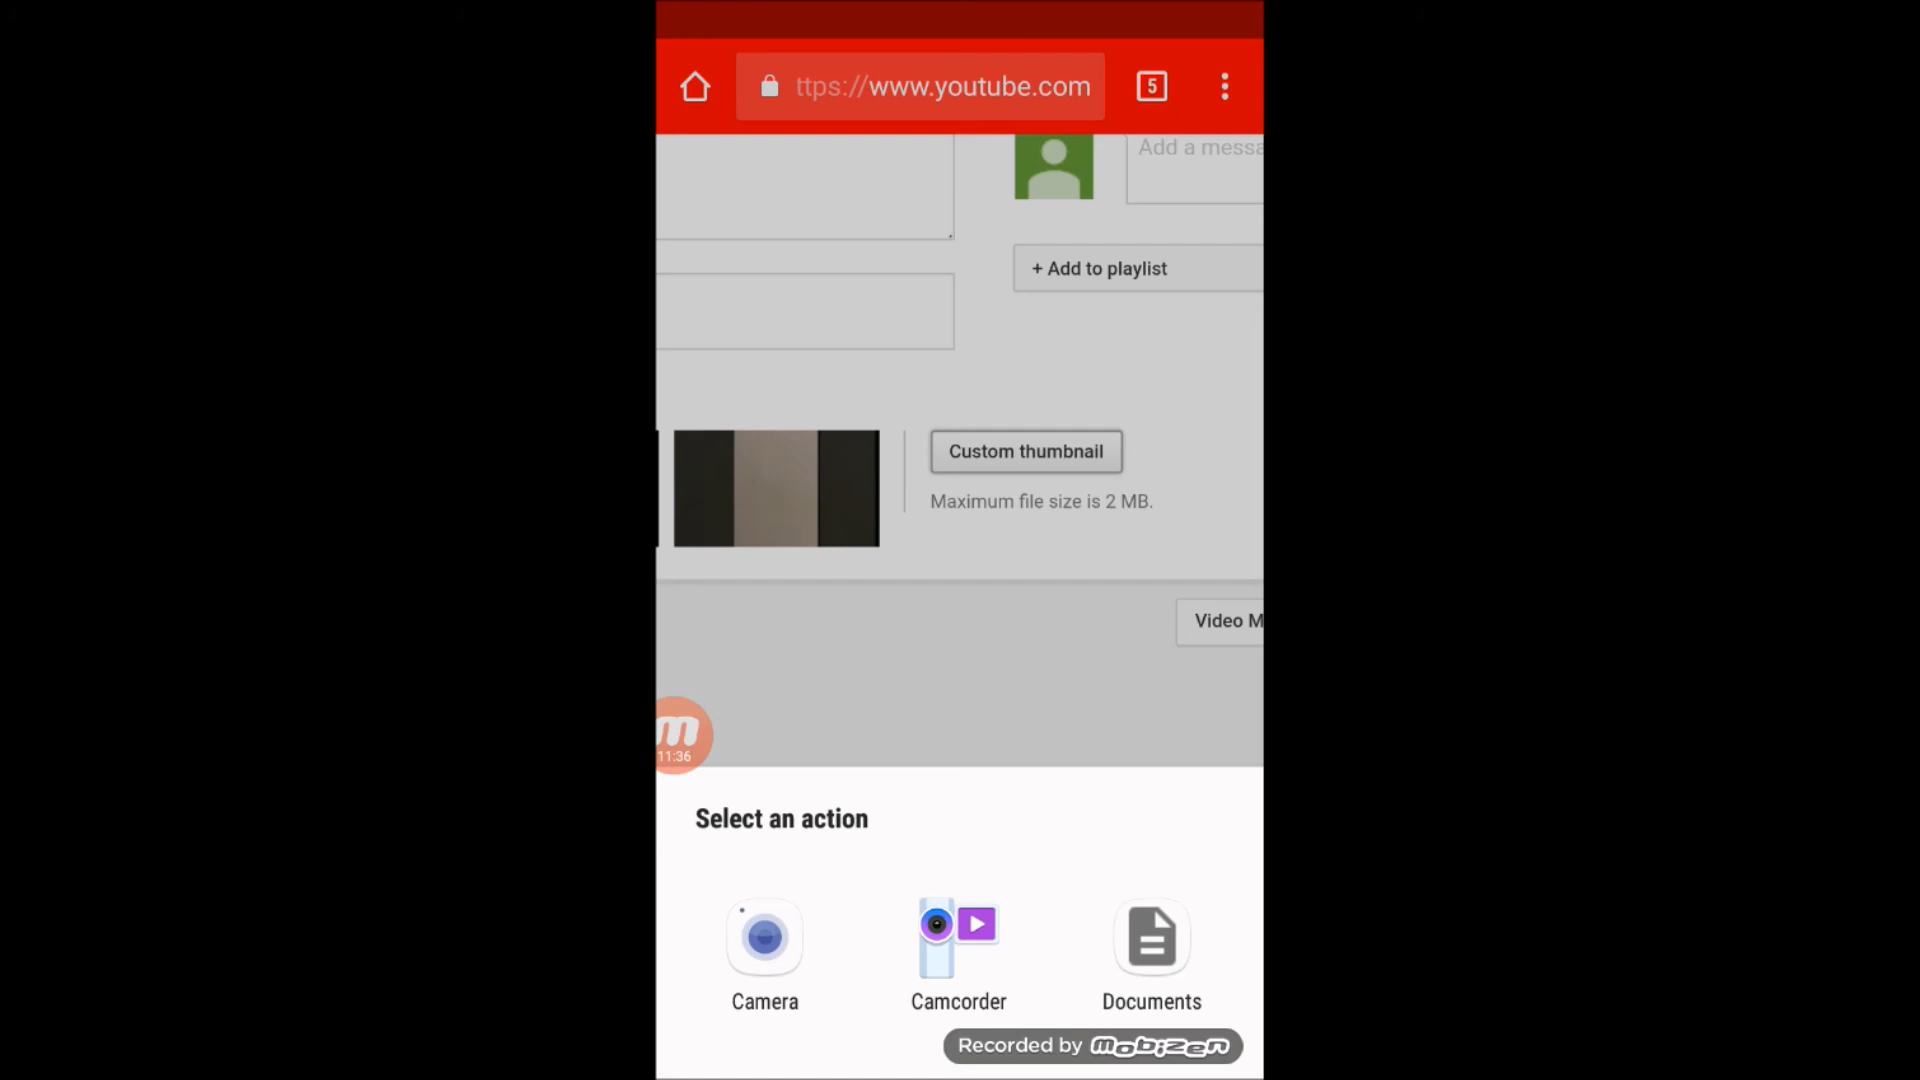 ttps://www.youtube.com
5
Add a messa
+ Add to playlist
Custom thumbnail
Maximum file size is 2 MB.
Video M
m
11:36
Select an action
Camera
Camcorder
Documents
Recorded by mobizen